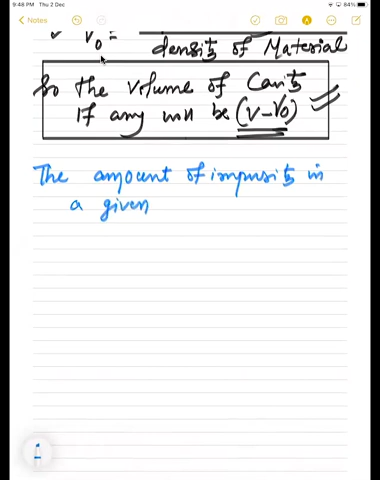 9:48 PM Thu 2 Dec
84%
Notes
V₀ =
density of Material
So the volume of Cavity
If any will be (V-V₀)
The amount of impurity in
a given